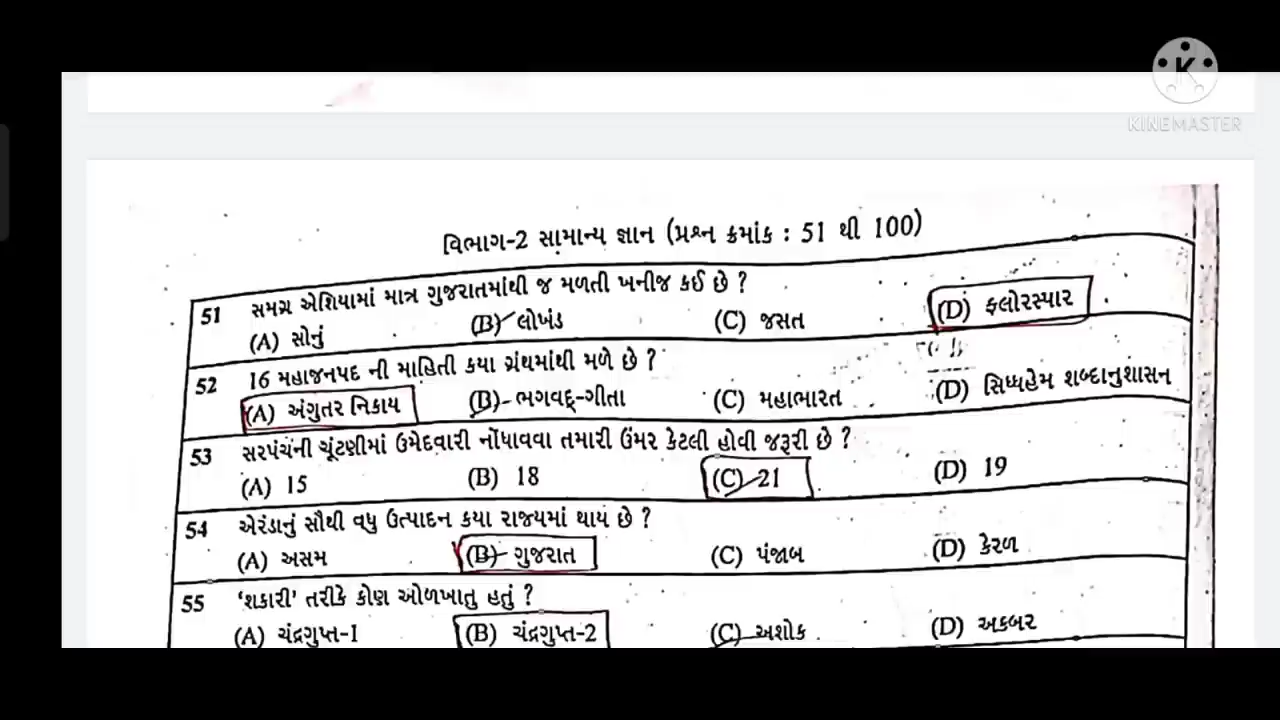 KINEMASTER
વિભાગ-2 સામાન્ય જ્ઞાન (પ્રશ્ન ક્રમાંક : 51 થી 100)
51 સમગ્ર એશિયામાં માત્ર ગુજરાતમાંથી જ મળતી ખનીજ કઈ છે ?
(A) સોનું (B) લોખંડ (C) જસત (D) ફલોરસ્પાર
52 16 મહાજનપદ ની માહિતી કયા ગ્રંથમાંથી મળે છે ?
(A) અંગુતર નિકાય (B) ભગવદ્-ગીતા (C) મહાભારત (D) સિધ્ધહેમ શબ્દાનુશાસન
53 સરપંચની ચૂંટણીમાં ઉમેદવારી નોંધાવવા તમારી ઉંમર કેટલી હોવી જરૂરી છે ?
(A) 15 (B) 18 (C) 21 (D) 19
54 એરંડાનું સૌથી વધુ ઉત્પાદન કયા રાજ્યમાં થાય છે ?
(A) અસમ (B) ગુજરાત (C) પંજાબ (D) કેરળ
55 ‘શકારી’ તરીકે કોણ ઓળખાતુ હતું ?
(A) ચંદ્રગુપ્ત-1 (B) ચંદ્રગુપ્ત-2 (C) અશોક (D) અકબર